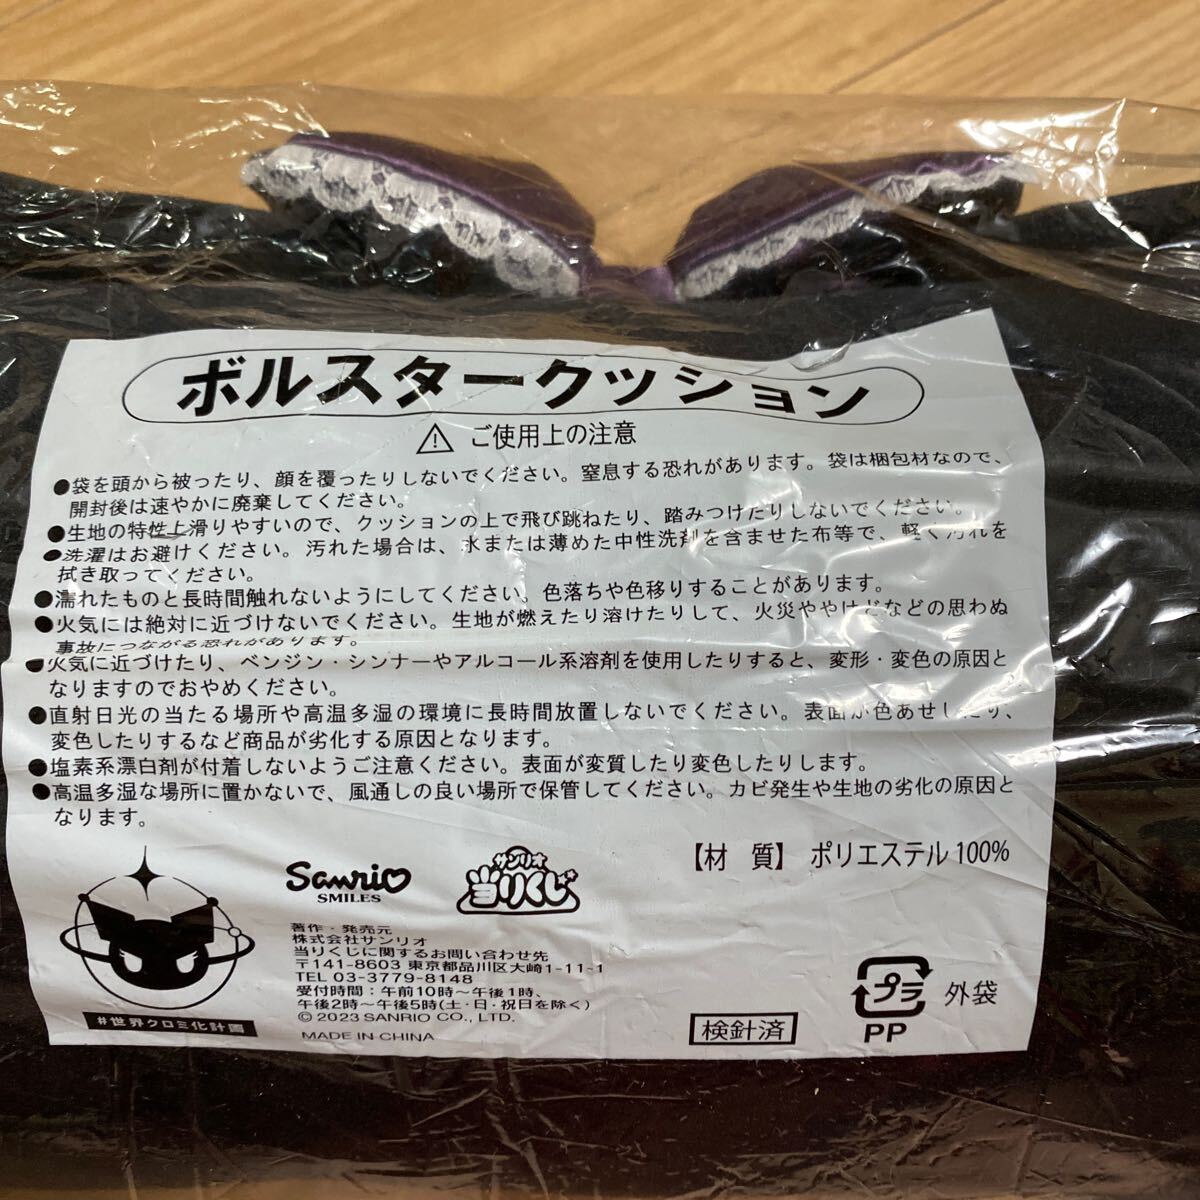 ボルスタークッション
⚠ ご使用上の注意
●袋を頭から被ったり、顔を覆ったりしないでください。窒息する恐れがあります。袋は梱包材なので、
開封後は速やかに廃棄してください。
●生地の特性上滑りやすいので、クッションの上で飛び跳ねたり、踏みつけたりしないでください。
●洗濯はお避けください。汚れた場合は、水または薄めた中性洗剤を含ませた布等で、軽く汚れを
拭き取ってください。
●濡れたものと長時間触れないようにしてください。色落ちや色移りすることがあります。
●火気には絶対に近づけないでください。生地が燃えたり溶けたりして、火災ややけどなどの思わぬ
事故につながる恐れがあります。
●火気に近づけたり、ベンジン・シンナーやアルコール系溶剤を使用したりすると、変形・変色の原因と
なりますのでおやめください。
●直射日光の当たる場所や高温多湿の環境に長時間放置しないでください。表面が色あせしたり、
変色したりするなど商品が劣化する原因となります。
●塩素系漂白剤が付着しないようご注意ください。表面が変質したり変色したりします。
●高温多湿な場所に置かないで、風通しの良い場所で保管してください。カビ発生や生地の劣化の原因と
なります。
【材 質】 ポリエステル100%
Sanrio
SMILES
サンリオ
当りくじ
著作・発売元
株式会社サンリオ
当りくじに関するお問い合わせ先
〒141-8603 東京都品川区大崎1-11-1
TEL 03-3779-8148
受付時間：午前10時～午後1時、
午後2時～午後5時(土・日・祝日を除く)
© 2023 SANRIO CO., LTD.
MADE IN CHINA
#世界クロミ化計画
検針済
プラ
PP
外袋